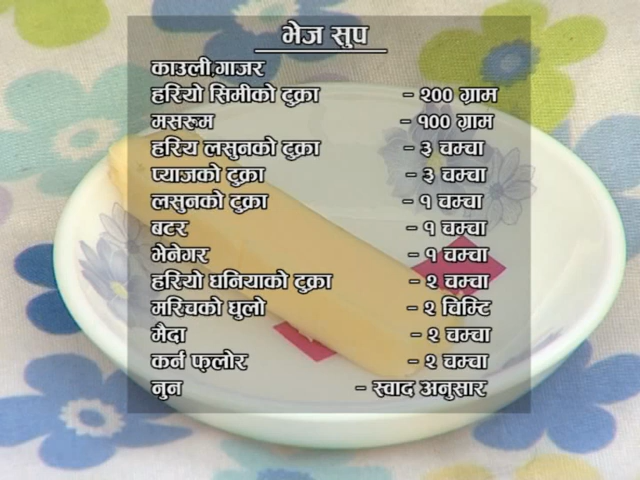 भेज सुप
काउली,गाजर
हरियो सिमीको टुक्रा - २०० ग्राम
मसरुम - १०० ग्राम
हरिय लसुनको टुक्रा - ३ चम्चा
प्याजको टुक्रा - ३ चम्चा
लसुनको टुक्रा - १ चम्चा
बटर - १ चम्चा
भेनेगर - १ चम्चा
हरियो धनियाको टुक्रा - २ चम्चा
मरिचको धुलो - २ चिम्टि
मैदा - २ चम्चा
कर्न फ्लोर - २ चम्चा
नुन - स्वाद अनुसार